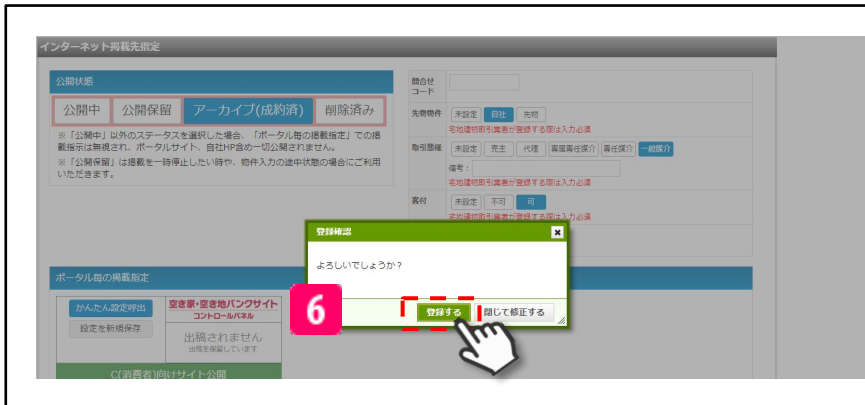 インターネット掲載先指定
公開状態
公開中 公開保留 アーカイブ(成約済) 削除済み
※「公開中」以外のステータスを選択した場合、「ポータル毎の掲載指定」での掲
載指示は無視され、ポータルサイト、自社HP含め一切公開されません。
※「公開保留」は掲載を一時停止したい時や、物件入力の途中状態の場合にご利用
いただきます。
問合せ
コード
先物物件 未設定 自社 先物
宅地建物取引業者が登録する際は入力必須
取引態様 未設定 売主 代理 専属専任媒介 専任媒介 一般媒介
備考：
宅地建物取引業者が登録する際は入力必須
客付 未設定 不可 可
宅地建物取引業者が登録する際は入力必須
登録確認
よろしいでしょうか？
6
登録する 閉じて修正する
ポータル毎の掲載指定
かんたん設定呼出
設定を新規保存
空き家・空き地バンクサイト
コントロールパネル
出稿されません
出稿を保留しています
C(消費者)向けサイト公開